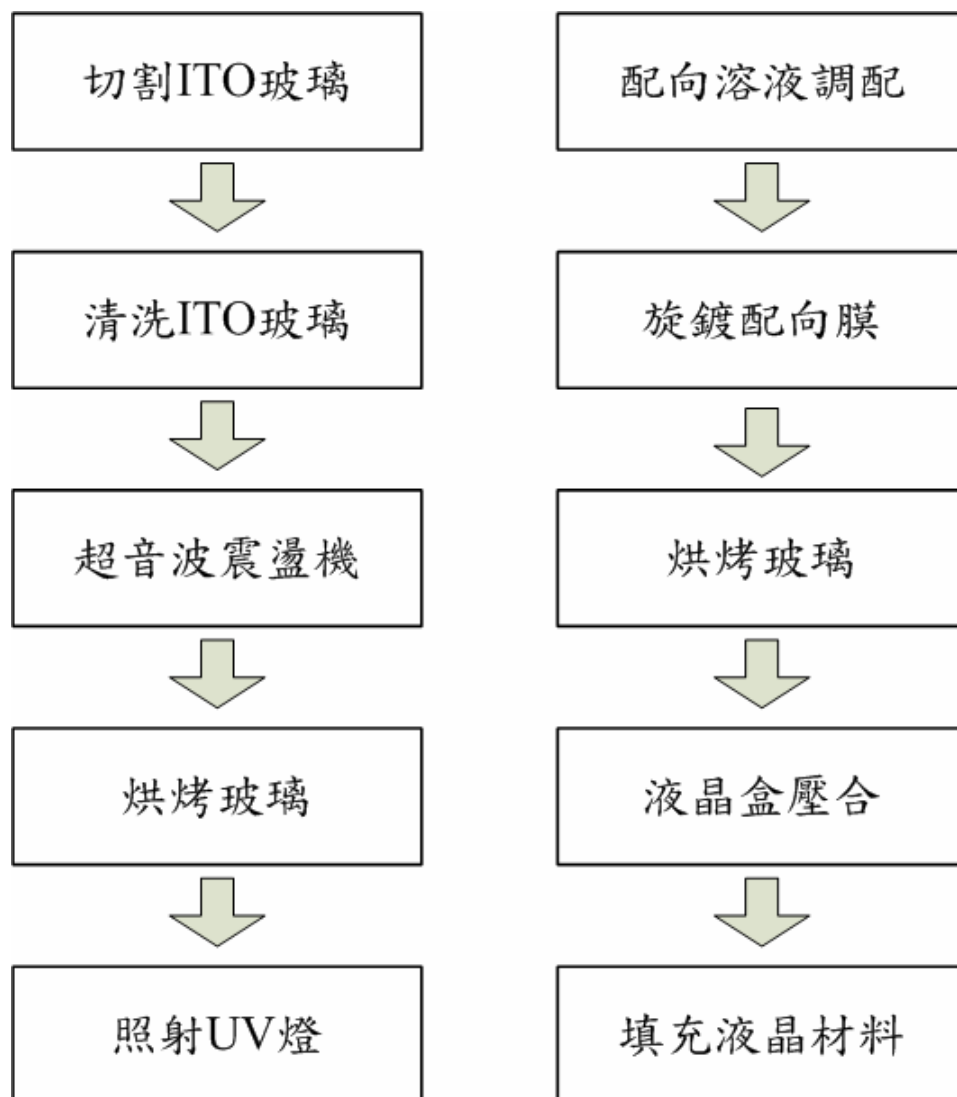 切割ITO玻璃
清洗ITO玻璃
超音波震盪機
烘烤玻璃
照射UV燈
配向溶液調配
旋鍍配向膜
烘烤玻璃
液晶盒壓合
填充液晶材料